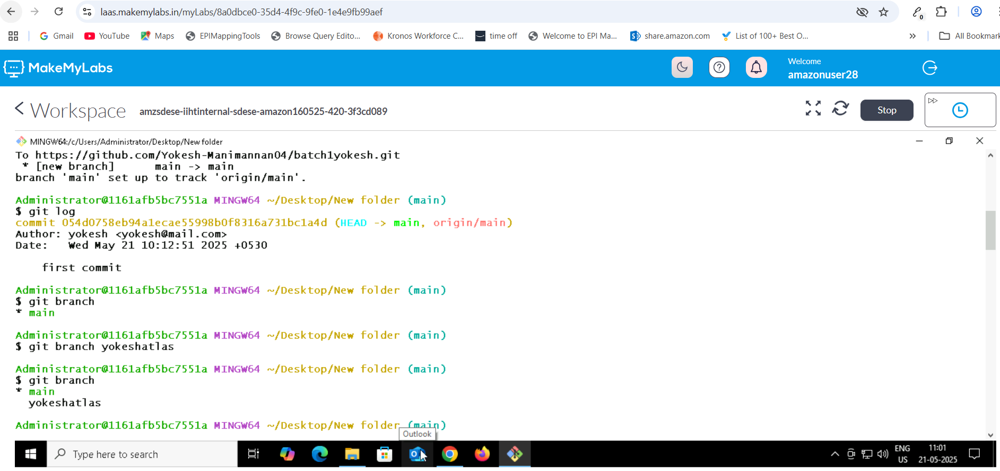 laas.makemylabs.in/myLabs/8a0dbce0-35d4-4f9c-9fe0-1e4e9fb99aef
0
Gmail YouTube Maps EPIMappingTools Browse Query Edito... Kronos Workforce C... time off Welcome to EPI Ma... share.amazon.com List of 100+ Best O... » All Bookmark
MakeMyLabs
Welcome
amazonuser28
Workspace amzsdese-iihtinternal-sdese-amazon160525-420-3f3cd089
Stop
MINGW64:/c/Users/Administrator/Desktop/New folder
To https://github.com/Yokesh-Manimannan04/batch1yokesh.git
 * [new branch]      main -> main
branch 'main' set up to track 'origin/main'.
Administrator@1161afb5bc7551a MINGW64 ~/Desktop/New folder (main)
$ git log
commit 054d0758eb94a1ecae55998b0f8316a731bc1a4d (HEAD -> main, origin/main)
Author: yokesh <yokesh@mail.com>
Date:   Wed May 21 10:12:51 2025 +0530
    first commit
Administrator@1161afb5bc7551a MINGW64 ~/Desktop/New folder (main)
$ git branch
* main
Administrator@1161afb5bc7551a MINGW64 ~/Desktop/New folder (main)
$ git branch yokeshatlas
Administrator@1161afb5bc7551a MINGW64 ~/Desktop/New folder (main)
$ git branch
* main
  yokeshatlas
Administrator@1161afb5bc7551a MINGW64 ~/Desktop/New folder (main)
Outlook
Type here to search
ENG
US
11:01
21-05-2025